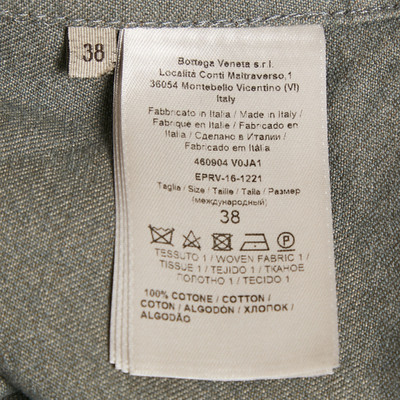 38
Bottega Veneta s.r.l.
Località Conti Maltraverso,1
36054 Montebello Vicentino (VI)
Italy
Fabbricato in Italia / Made in Italy /
Fabriqué en Italie / Fabricado en
Italia / Сделано в Италии /
Fabricado em Itália
460904 V0JA1
EPRV-16-1221
Taglia / Size / Taille / Talla / Размер
(международный)
38
TESSUTO 1 / WOVEN FABRIC 1 /
TISSUE 1 / TEJIDO 1 / ТКАНОЕ
ПОЛОТНО 1 / TECIDO 1
100% COTONE / COTTON /
COTON / ALGODÓN / ХЛОПОК /
ALGODÃO